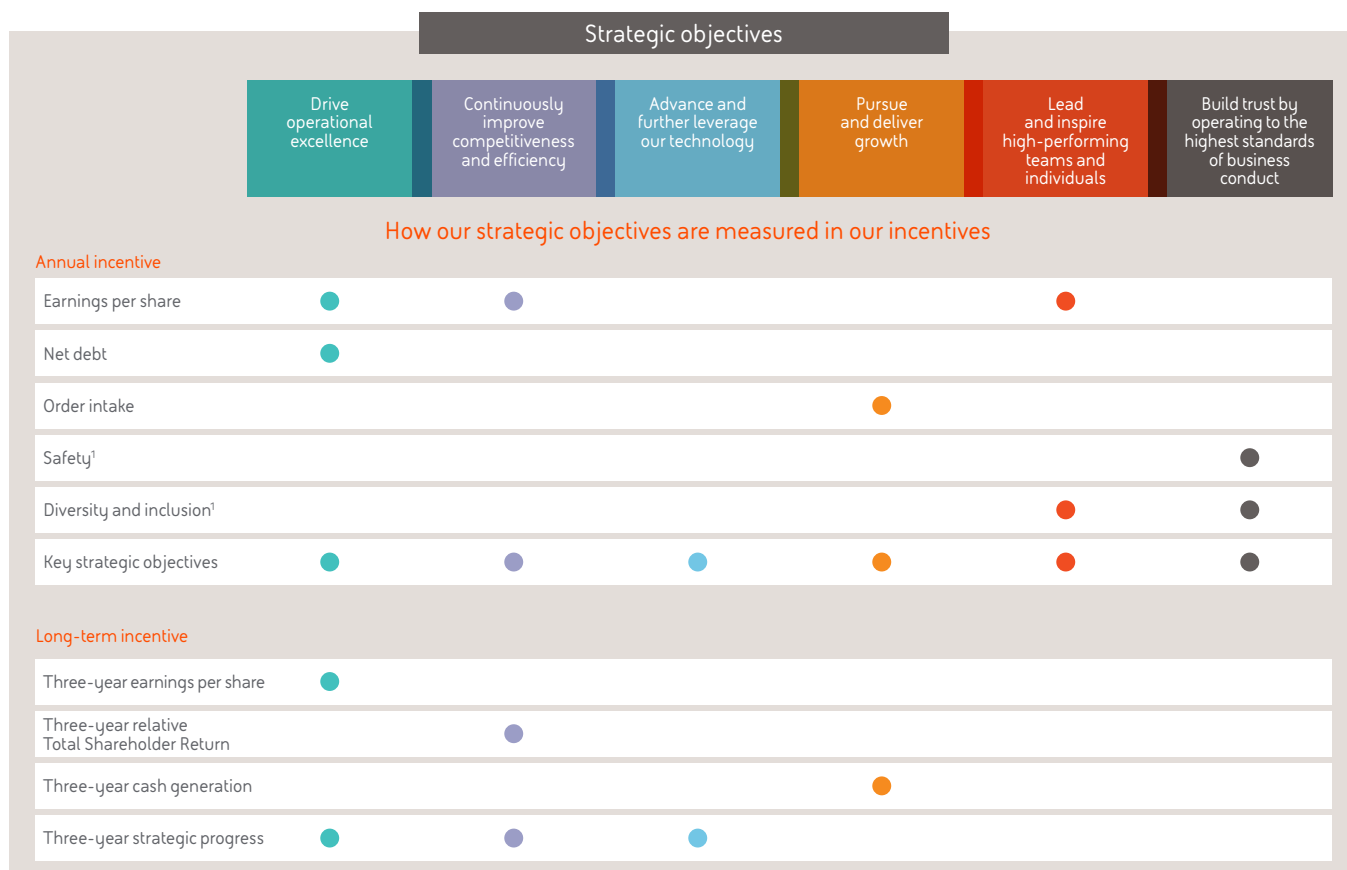 Strategic objectives
Drive
operational
excellence
Continuously
improve
competitiveness
and efficiency
Advance and
further leverage
our technology
Pursue
and deliver
growth
Lead
and inspire
high-performing
teams and
individuals
Build trust by
operating to the
highest standards
of business
conduct
How our strategic objectives are measured in our incentives
Annual incentive
Earnings per share
Net debt
Order intake
Safety¹
Diversity and inclusion¹
Key strategic objectives
Long-term incentive
Three-year earnings per share
Three-year relative
Total Shareholder Return
Three-year cash generation
Three-year strategic progress